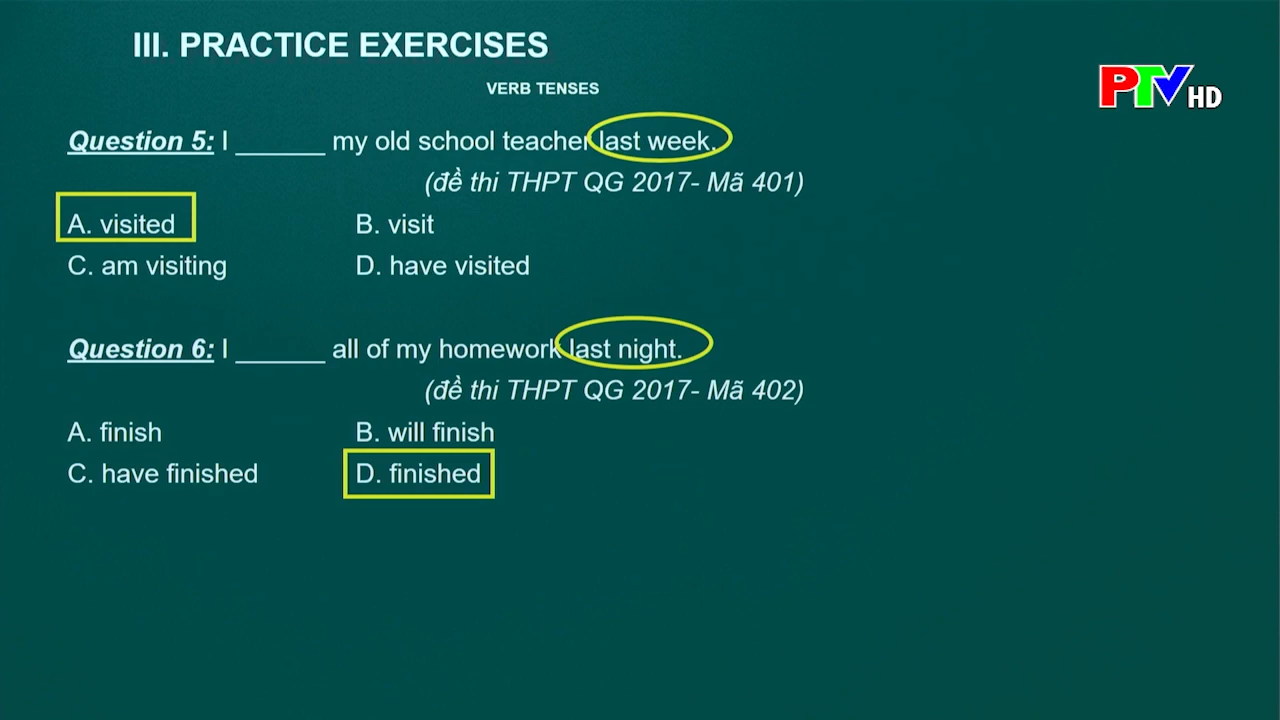 III. PRACTICE EXERCISES
VERB TENSES
PTV HD
Question 5: I ______ my old school teacher last week.
(đề thi THPT QG 2017- Mã 401)
A. visited B. visit
C. am visiting D. have visited
Question 6: I ______ all of my homework last night.
(đề thi THPT QG 2017- Mã 402)
A. finish B. will finish
C. have finished D. finished